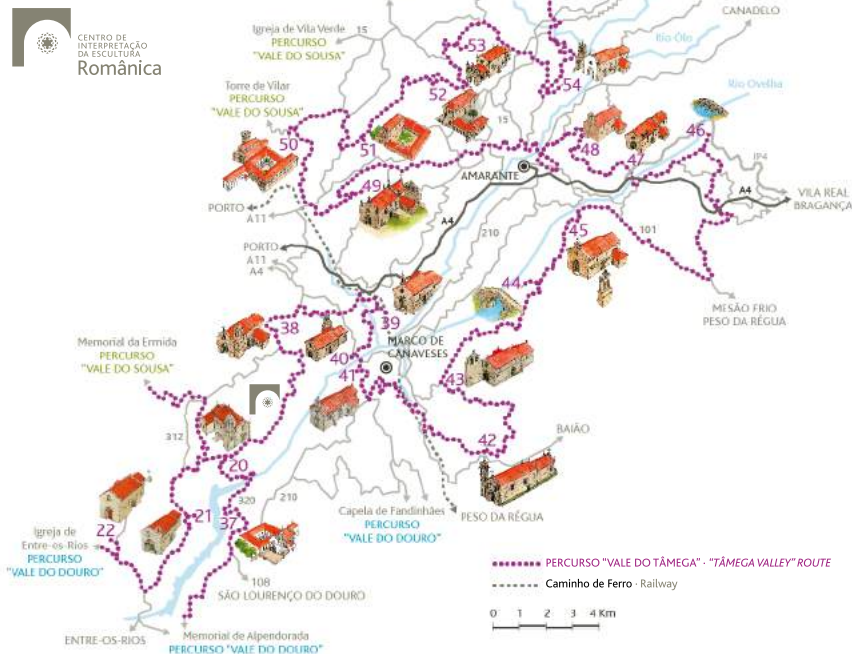 CENTRO DE
INTERPRETAÇÃO
DA ESCULTURA
Românica
Igreja de Vila Verde
PERCURSO
"VALE DO SOUSA"
15
53
CANADELO
Rio Ôlo
54
52
Torre de Vilar
PERCURSO
"VALE DO SOUSA"
Rio Ovelha
15
50
51
48
46
47
IP4
49
AMARANTE
A4
VILA REAL
BRAGANÇA
PORTO
A11
A4
210
45
101
PORTO
A11
A4
44
MESÃO FRIO
PESO DA RÉGUA
38
39
MARCO DE
CANAVESES
Memorial da Ermida
PERCURSO
"VALE DO SOUSA"
40
41
43
312
42
BAIÃO
20
320
210
Capela de Fandinhães
PERCURSO
"VALE DO DOURO"
PESO DA RÉGUA
22
21
37
Igreja de
Entre-os-Rios
PERCURSO
"VALE DO DOURO"
108
SÃO LOURENÇO DO DOURO
ENTRE-OS-RIOS
Memorial de Alpendorada
PERCURSO "VALE DO DOURO"
PERCURSO "VALE DO TÂMEGA" · "TÂMEGA VALLEY" ROUTE
Caminho de Ferro · Railway
0 1 2 3 4 Km